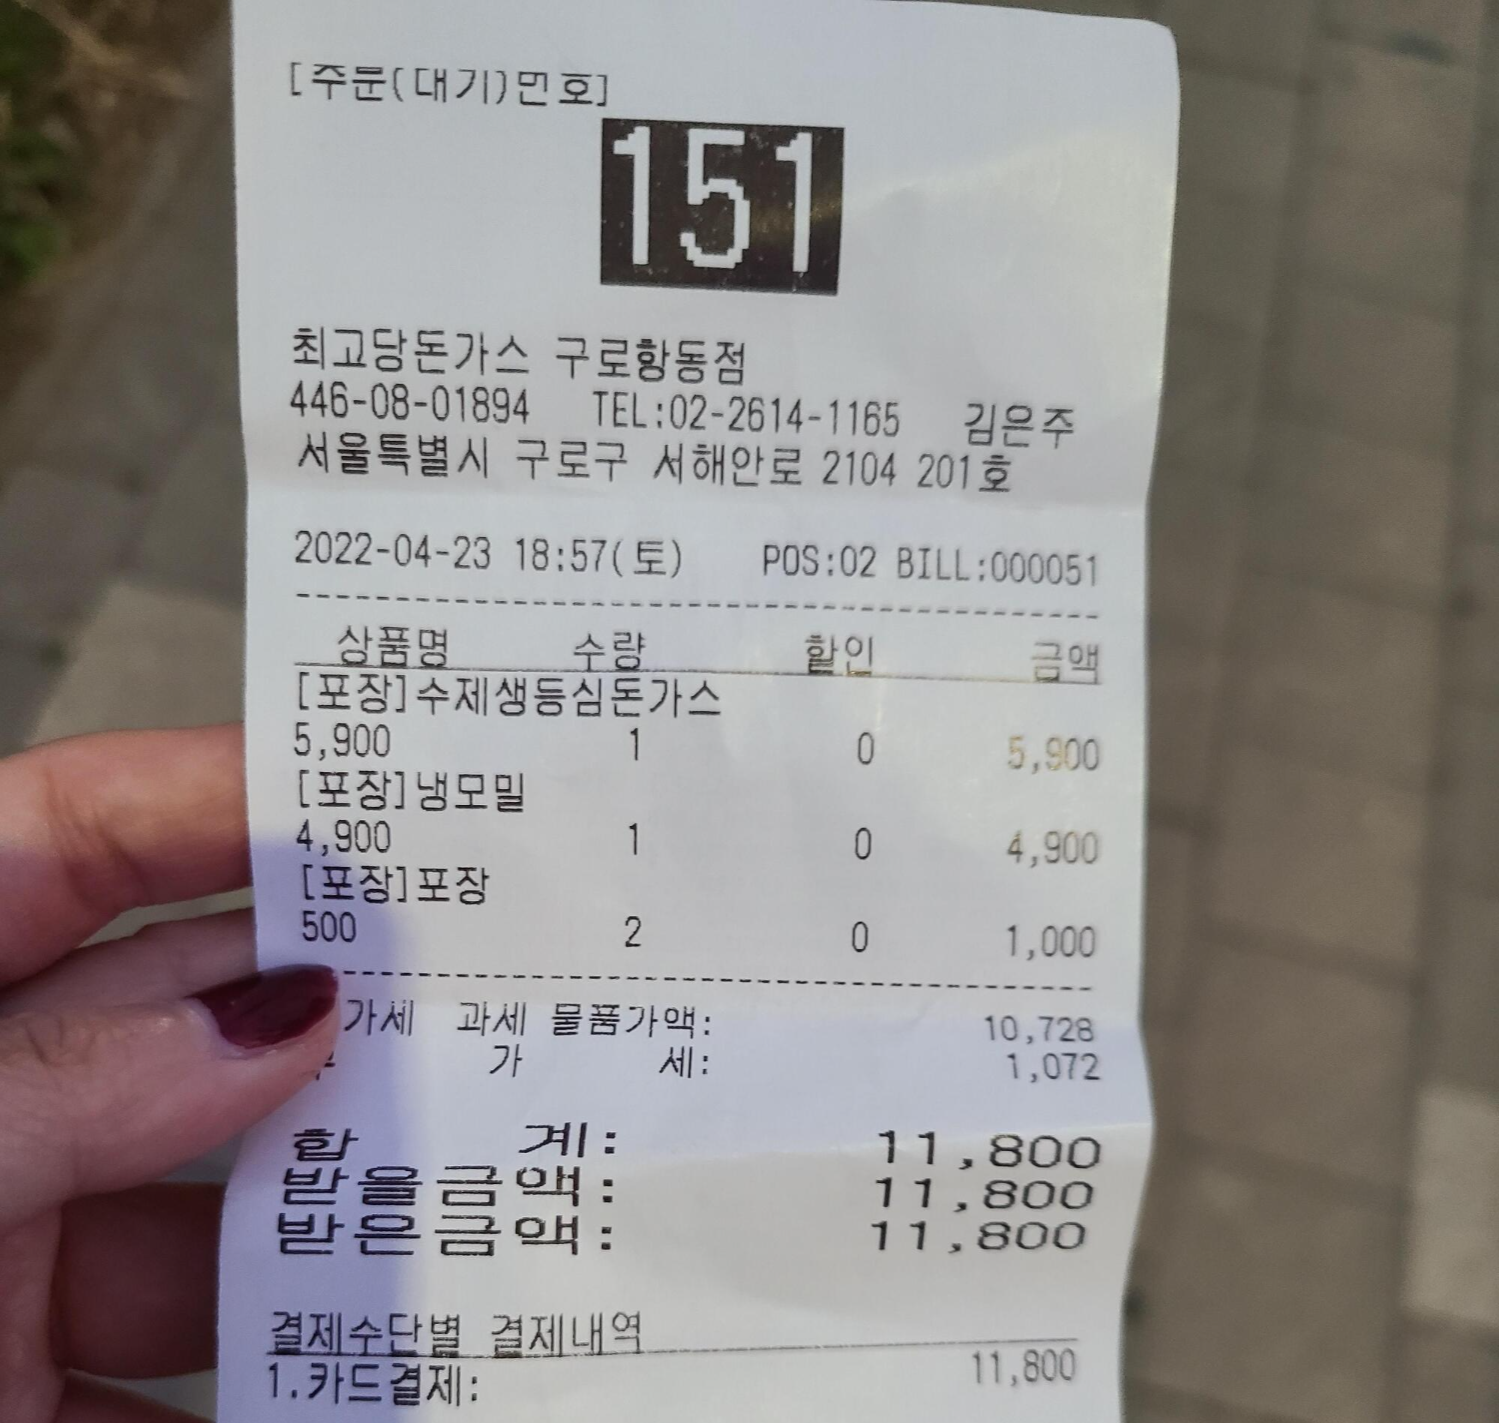 [주문(대기)번호]
151
최고당돈가스 구로항동점
446-08-01894 TEL:02-2614-1165 김은주
서울특별시 구로구 서해안로 2104 201호
2022-04-23 18:57(토) POS:02 BILL:000051
상품명 수량 할인 금액
[포장]수제생등심돈가스
5,900 1 0 5,900
[포장]냉모밀
4,900 1 0 4,900
[포장]포장
500 2 0 1,000
가세 과세 물품가액: 10,728
가 세: 1,072
합 계: 11,800
받을금액: 11,800
받은금액: 11,800
결제수단별 결제내역
1.카드결제: 11,800